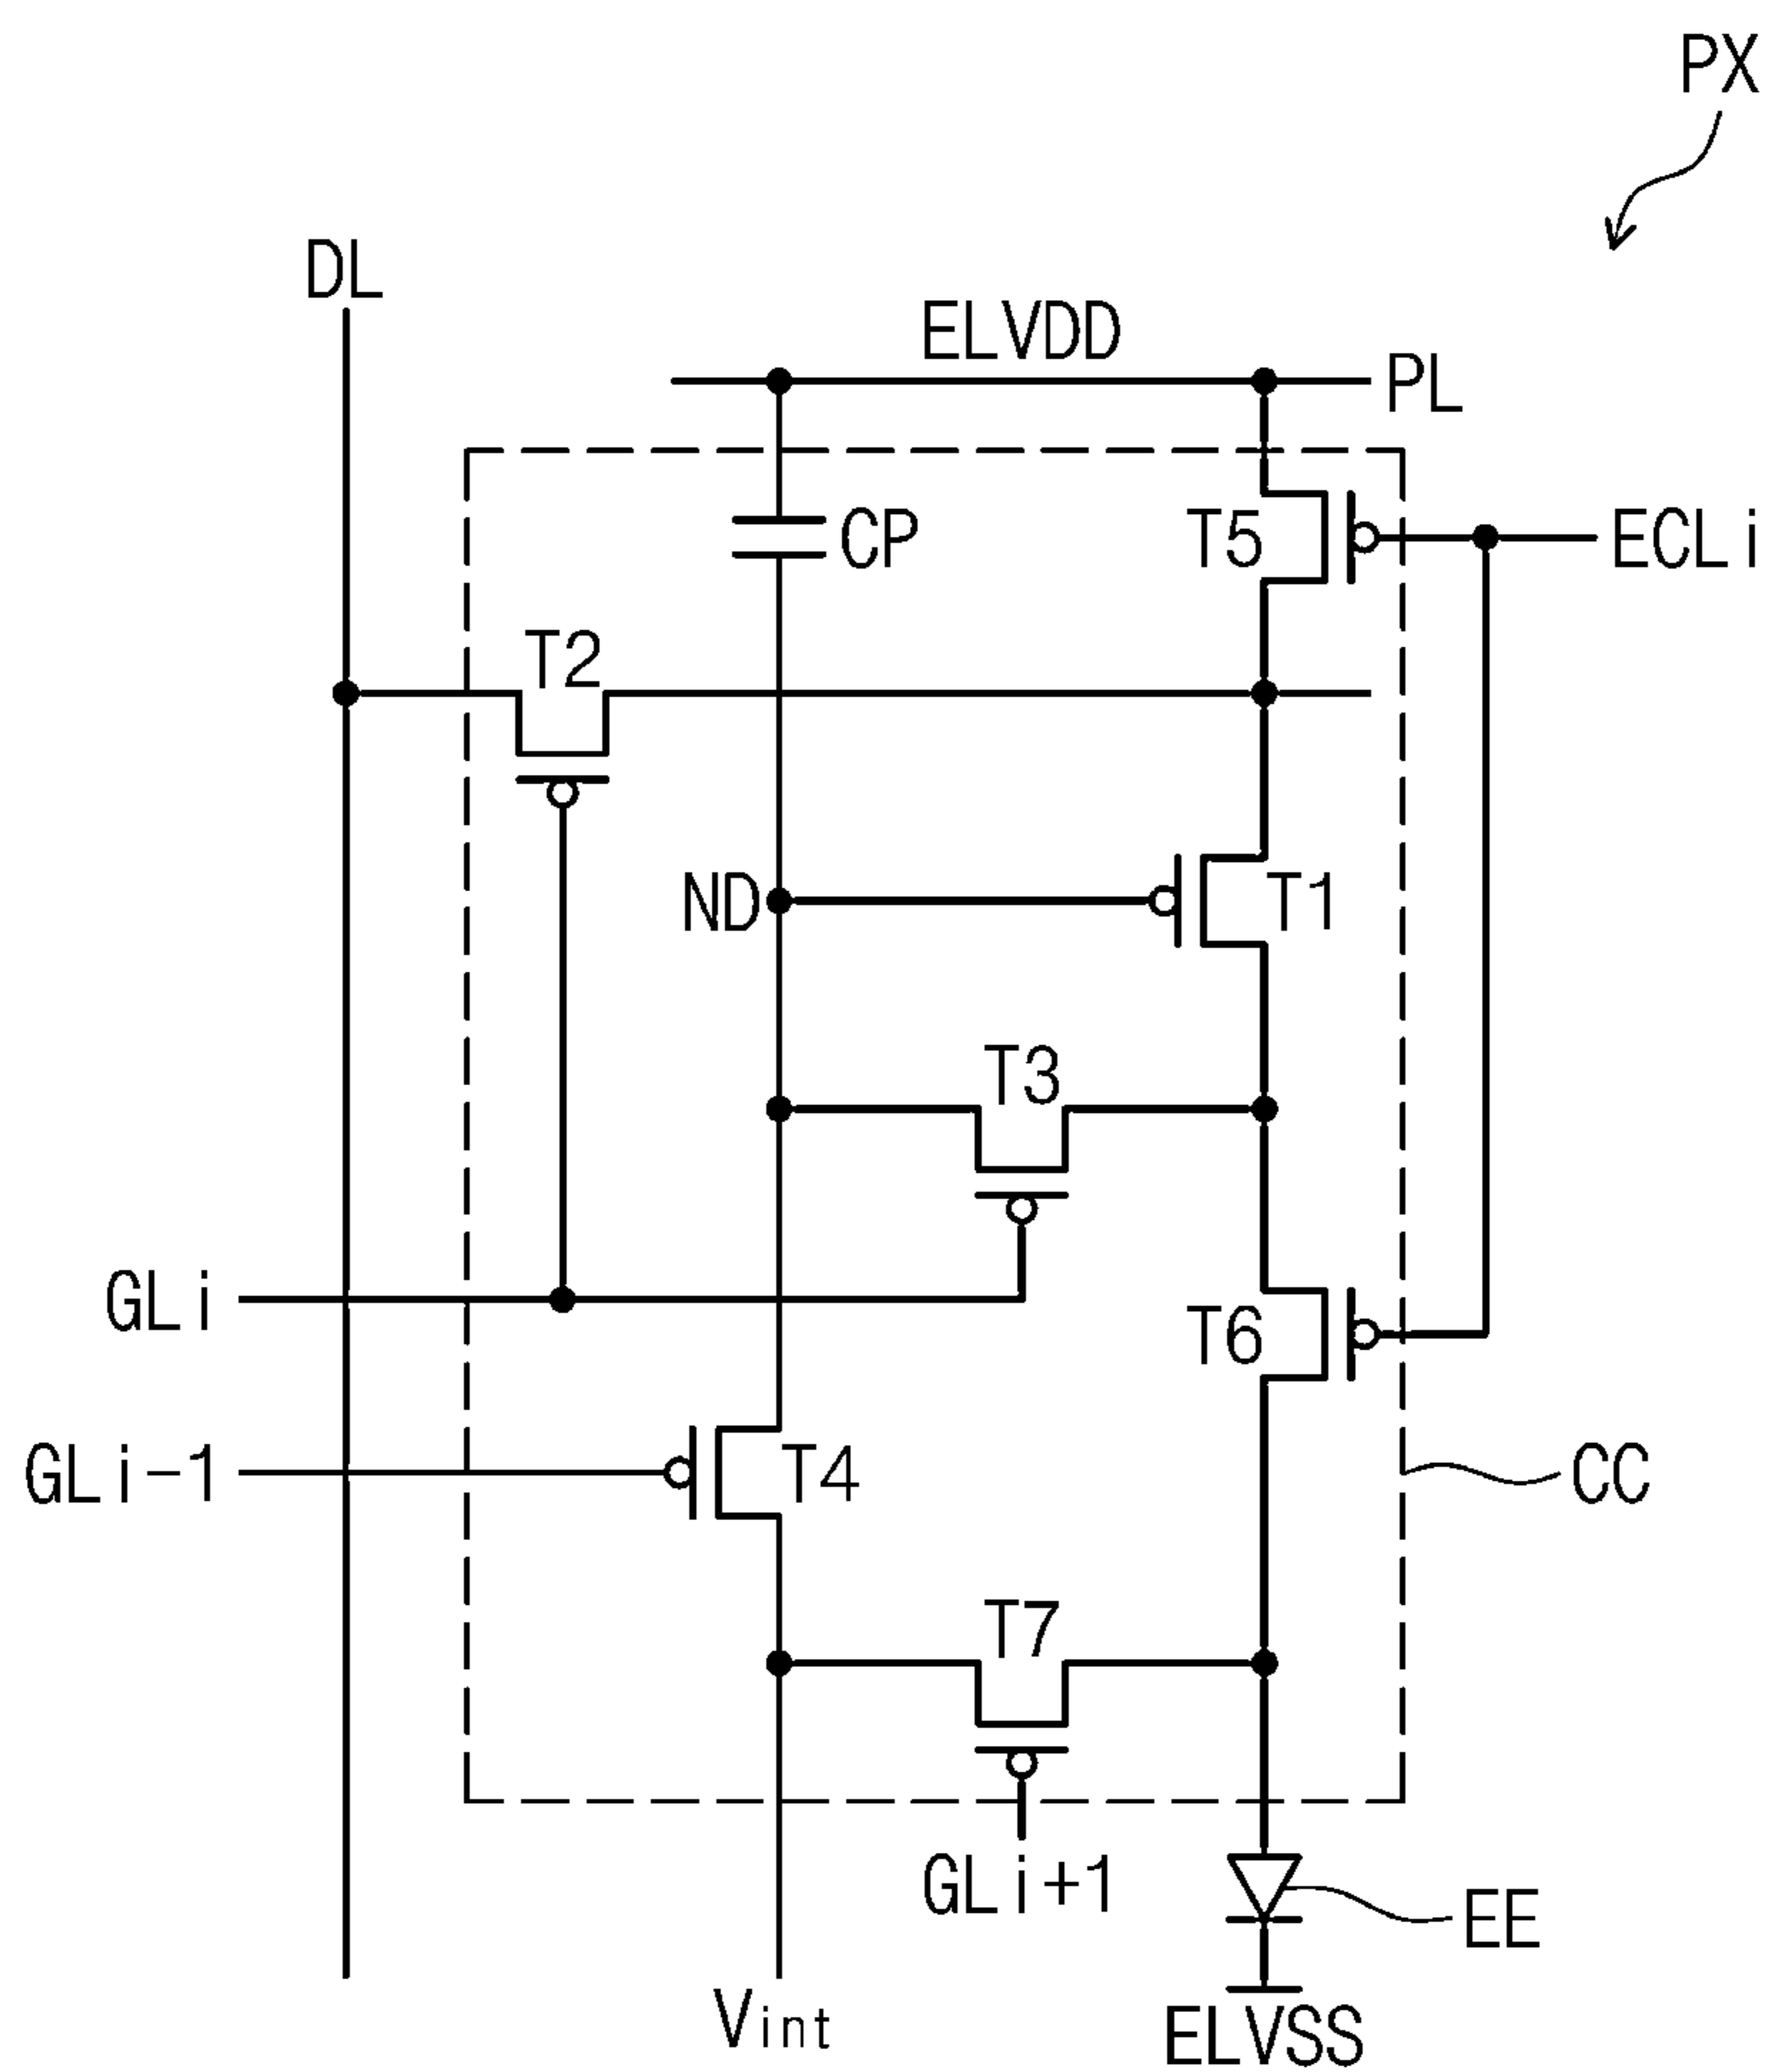 PX
DL
ELVDD
PL
CP
T5
ECLi
T2
ND
T1
T3
GLi
T6
GLi-1
T4
CC
T7
GLi+1
EE
Vint
ELVSS